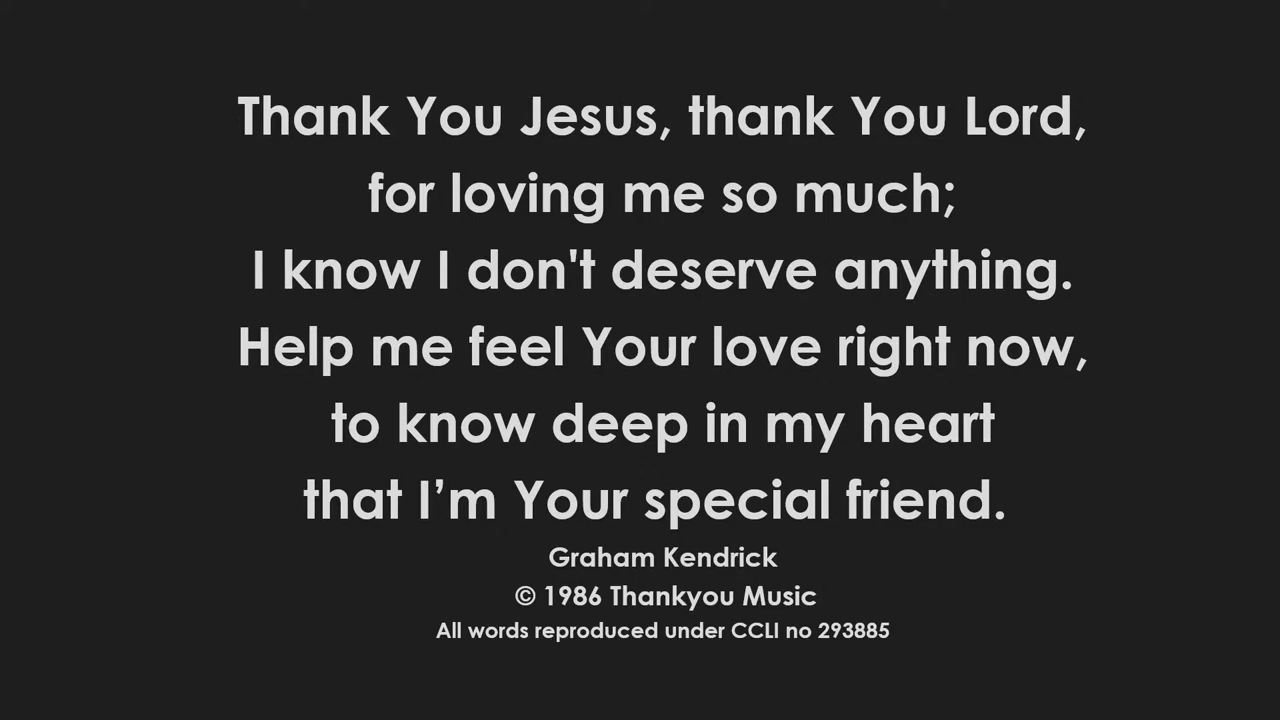 Thank You Jesus, thank You Lord,
for loving me so much;
I know I don't deserve anything.
Help me feel Your love right now,
to know deep in my heart
that I’m Your special friend.
Graham Kendrick
© 1986 Thankyou Music
All words reproduced under CCLI no 293885